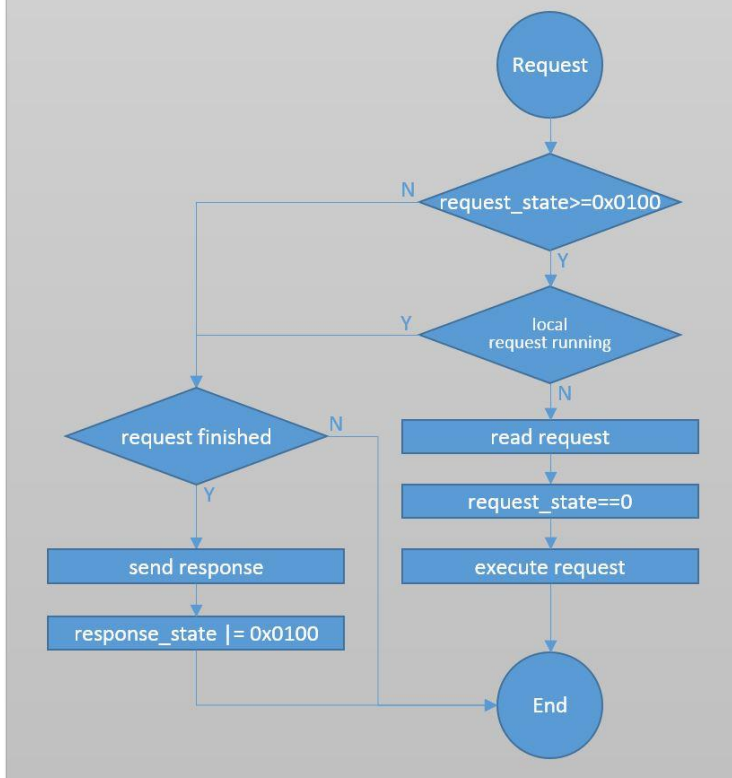 Request
N
request_state>=0x0100
Y
Y
local
request running
N
request finished
N
read request
Y
request_state==0
send response
execute request
response_state |= 0x0100
End